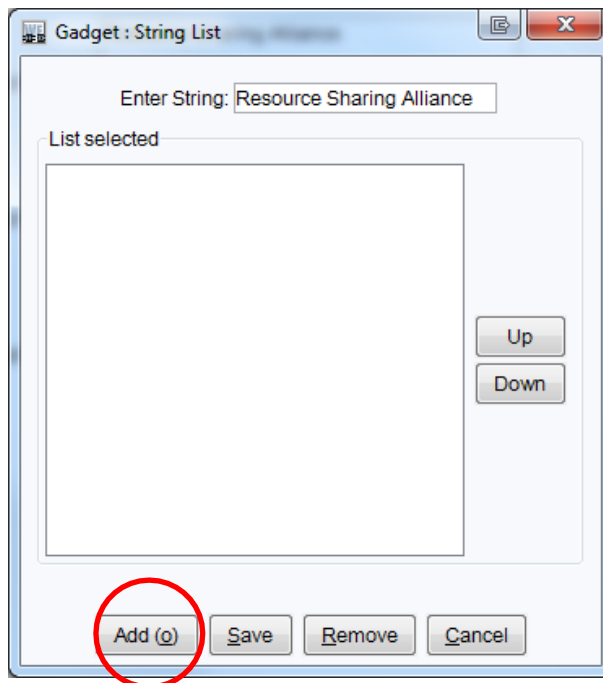 Gadget : String List
Enter String: Resource Sharing Alliance
List selected
Up
Down
Add (o) Save Remove Cancel